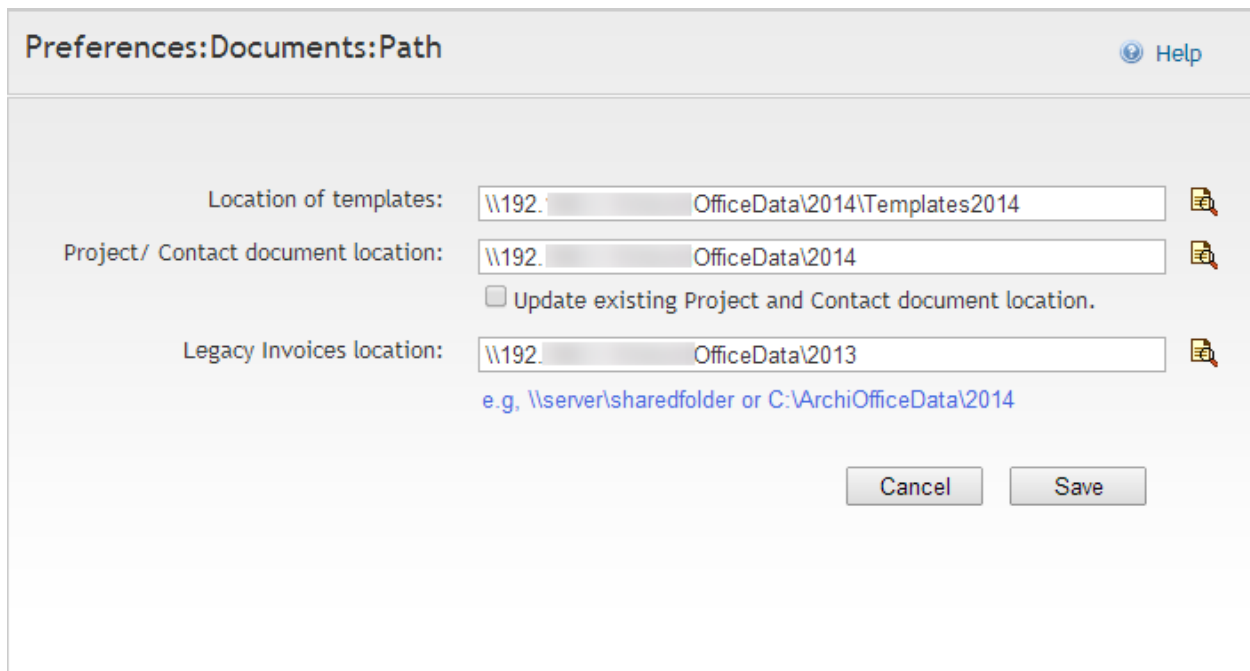 Preferences:Documents:Path
Help
Location of templates: \\192. OfficeData\2014\Templates2014
Project/ Contact document location: \\192. OfficeData\2014
Update existing Project and Contact document location.
Legacy Invoices location: \\192. OfficeData\2013
e.g, \\server\sharedfolder or C:\ArchiOfficeData\2014
Cancel Save